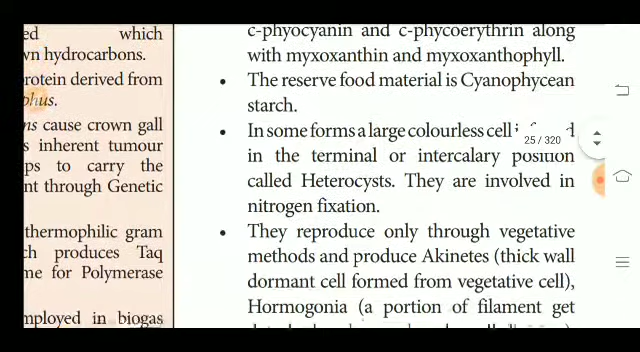 ed which
wn hydrocarbons.
rotein derived from
phus.
ns cause crown gall
s inherent tumour
ps to carry the
nt through Genetic
thermophilic gram
ch produces Taq
me for Polymerase
mployed in biogas
c-phyocyanin and c-phycoerythrin along
with myxoxanthin and myxoxanthophyll.
• The reserve food material is Cyanophycean
starch.
• In some forms a large colourless cell
in the terminal or intercalary position
called Heterocysts. They are involved in
nitrogen fixation.
• They reproduce only through vegetative
methods and produce Akinetes (thick wall
dormant cell formed from vegetative cell),
Hormogonia (a portion of filament get
25 / 320